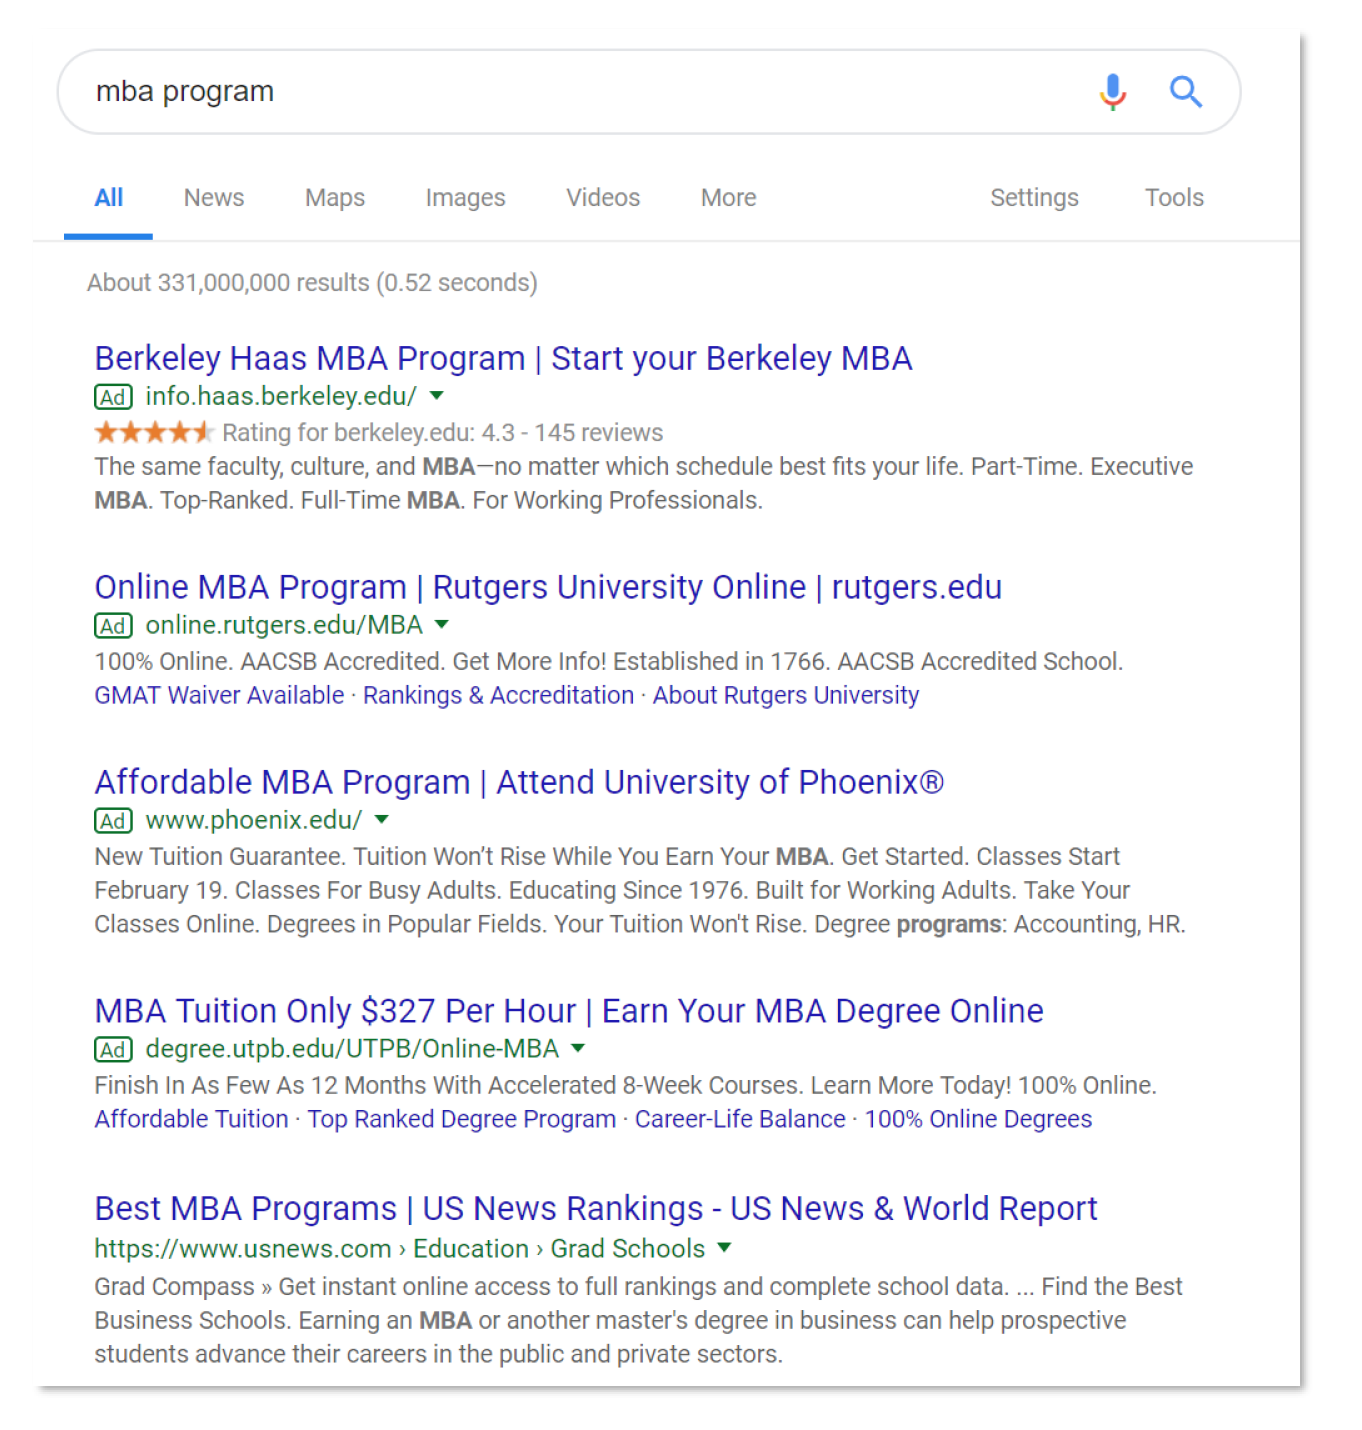 mba program
All News Maps Images Videos More Settings Tools
About 331,000,000 results (0.52 seconds)
Berkeley Haas MBA Program | Start your Berkeley MBA
Ad info.haas.berkeley.edu/
Rating for berkeley.edu: 4.3 - 145 reviews
The same faculty, culture, and MBA—no matter which schedule best fits your life. Part-Time. Executive
MBA. Top-Ranked. Full-Time MBA. For Working Professionals.
Online MBA Program | Rutgers University Online | rutgers.edu
Ad online.rutgers.edu/MBA
100% Online. AACSB Accredited. Get More Info! Established in 1766. AACSB Accredited School.
GMAT Waiver Available · Rankings & Accreditation · About Rutgers University
Affordable MBA Program | Attend University of Phoenix®
Ad www.phoenix.edu/
New Tuition Guarantee. Tuition Won’t Rise While You Earn Your MBA. Get Started. Classes Start
February 19. Classes For Busy Adults. Educating Since 1976. Built for Working Adults. Take Your
Classes Online. Degrees in Popular Fields. Your Tuition Won't Rise. Degree programs: Accounting, HR.
MBA Tuition Only $327 Per Hour | Earn Your MBA Degree Online
Ad degree.utpb.edu/UTPB/Online-MBA
Finish In As Few As 12 Months With Accelerated 8-Week Courses. Learn More Today! 100% Online.
Affordable Tuition · Top Ranked Degree Program · Career-Life Balance · 100% Online Degrees
Best MBA Programs | US News Rankings - US News & World Report
https://www.usnews.com › Education › Grad Schools
Grad Compass » Get instant online access to full rankings and complete school data. ... Find the Best
Business Schools. Earning an MBA or another master's degree in business can help prospective
students advance their careers in the public and private sectors.